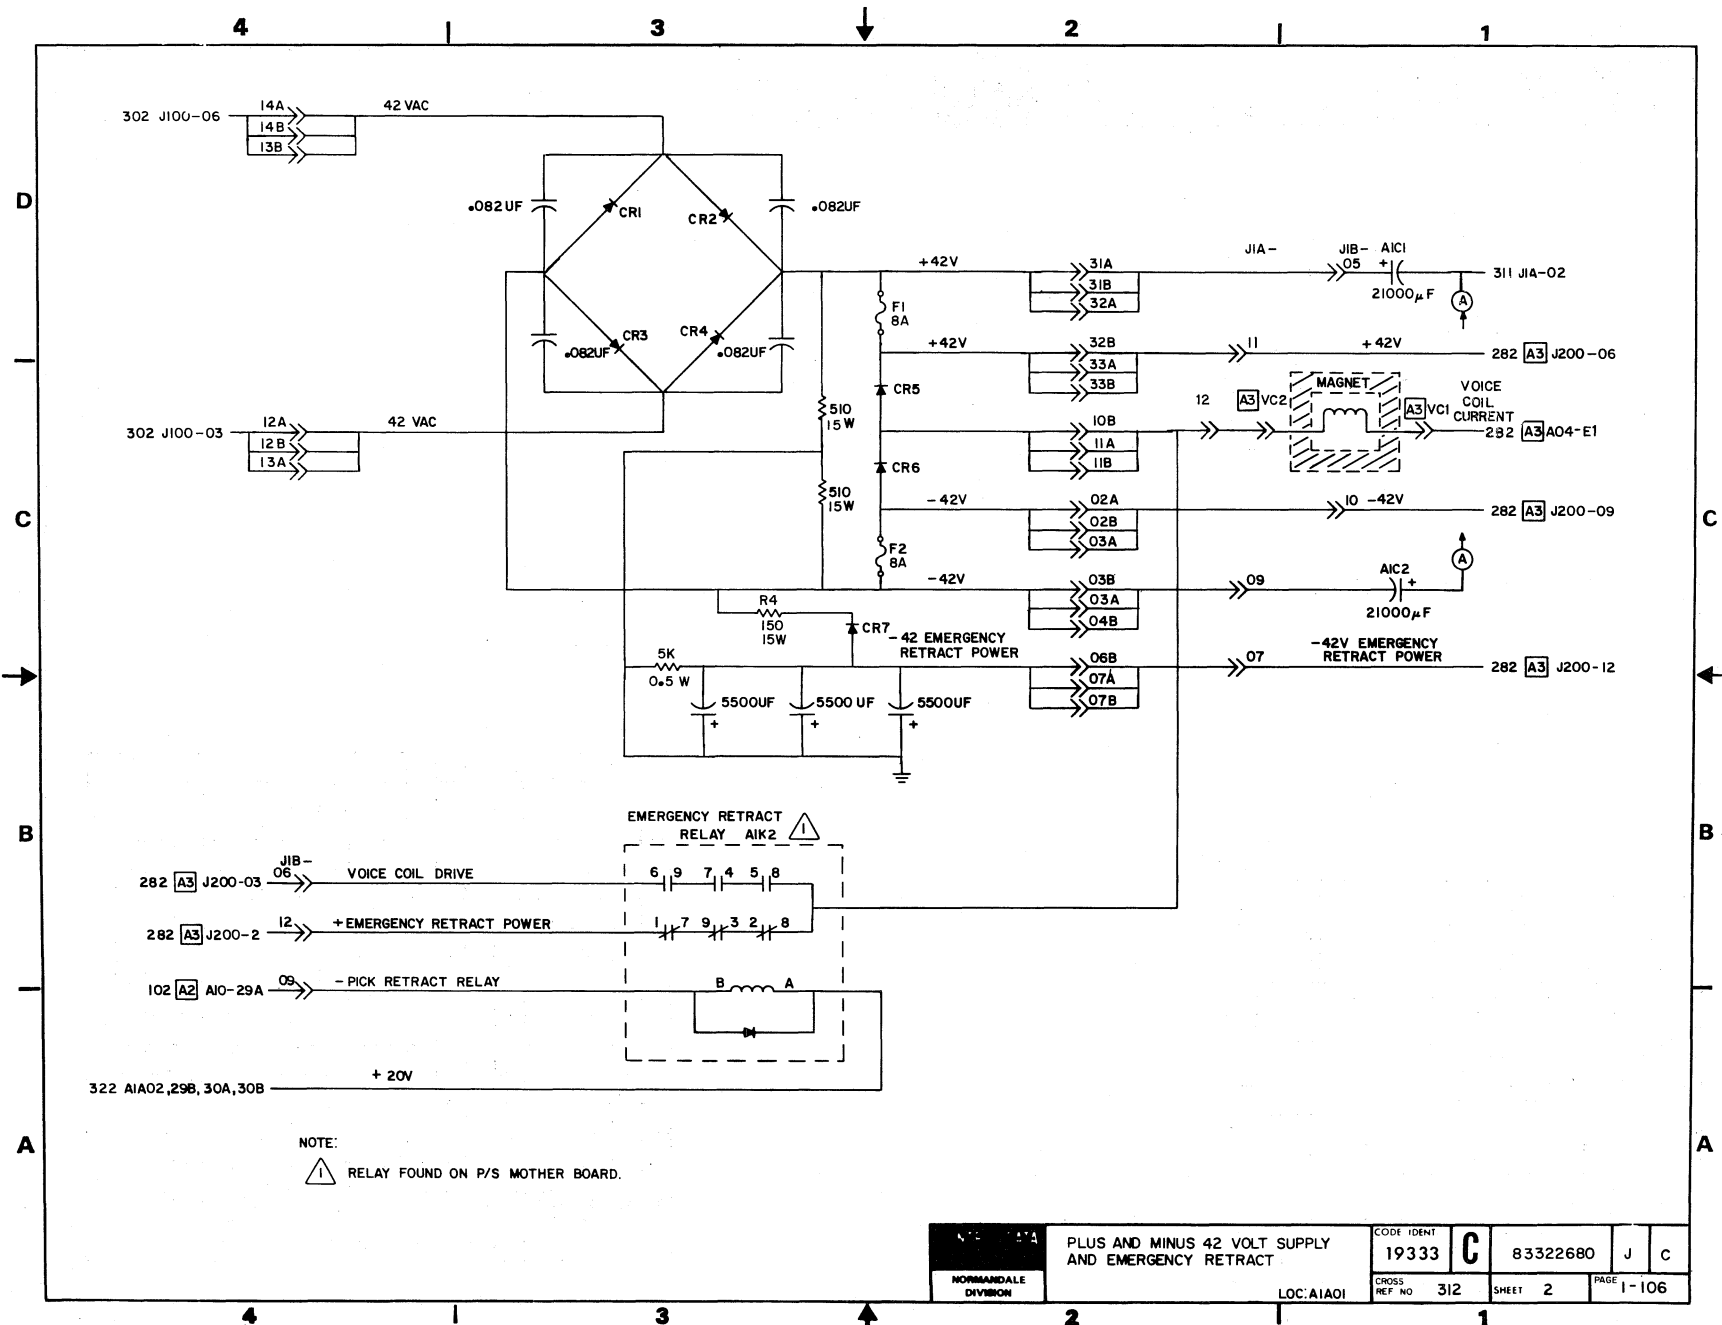 4 3 2 1
D
C
B
A
302 J100-06
14A
14B
13B
42 VAC
.082UF
CR1
CR2
.082UF
.082UF
CR3
CR4
.082UF
302 J100-03
12A
12B
13A
42 VAC
510
15W
510
15W
F1
8A
CR5
CR6
F2
8A
+42V
31A
31B
32A
J1A-
J1B-
05
A1C1
+
21000µF
311 J1A-02
A
+42V
32B
33A
33B
11
+42V
282 A3 J200-06
10B
11A
11B
12
A3 VC2
MAGNET
A3 VC1
VOICE
COIL
CURRENT
282 A3 A04-E1
-42V
02A
02B
03A
10
-42V
282 A3 J200-09
A
-42V
03B
03A
04B
09
A1C2
+
21000µF
R4
150
15W
CR7
-42 EMERGENCY
RETRACT POWER
5K
0.5 W
06B
07A
07B
07
-42V EMERGENCY
RETRACT POWER
282 A3 J200-12
5500UF
+
5500 UF
+
5500UF
+
EMERGENCY RETRACT
RELAY A1K2
1
J1B-
282 A3 J200-03
06
VOICE COIL DRIVE
6 9 7 4 5 8
282 A3 J200-2
12
+EMERGENCY RETRACT POWER
1 7 9 3 2 8
102 A2 A10-29A
09
-PICK RETRACT RELAY
B A
322 A1A02,29B,30A,30B
+ 20V
NOTE:
1 RELAY FOUND ON P/S MOTHER BOARD.
C
B
A
NORMANDALE
DIVISION
PLUS AND MINUS 42 VOLT SUPPLY
AND EMERGENCY RETRACT
LOC:A1A01
CODE IDENT
19333
C
83322680
J
C
CROSS
REF NO
312
SHEET 2
PAGE 1-106
4 3 2 1